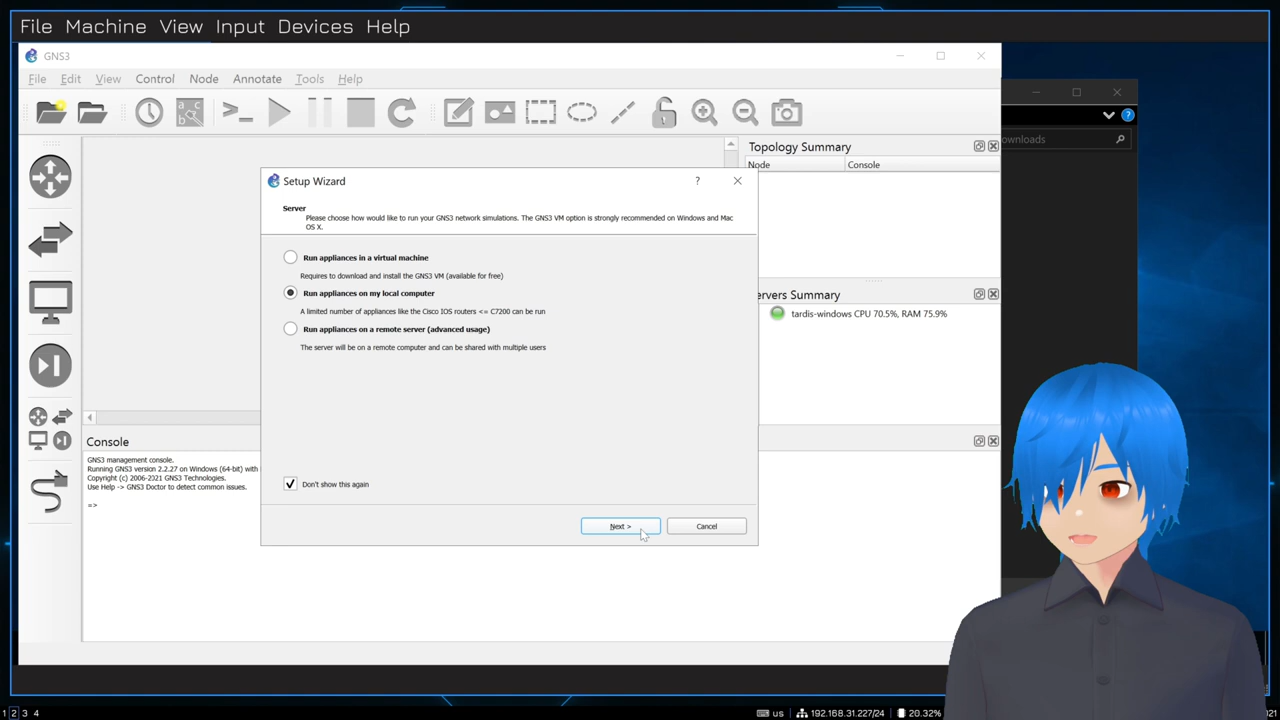 File Machine View Input Devices Help
GNS3
File Edit View Control Node Annotate Tools Help
Topology Summary
Node Console
ownloads
Setup Wizard
Server
Please choose how would like to run your GNS3 network simulations. The GNS3 VM option is strongly recommended on Windows and Mac
OS X.
Run appliances in a virtual machine
Requires to download and install the GNS3 VM (available for free)
Run appliances on my local computer
A limited number of appliances like the Cisco IOS routers <= C7200 can be run
Run appliances on a remote server (advanced usage)
The server will be on a remote computer and can be shared with multiple users
Don't show this again
Next > Cancel
ervers Summary
tardis-windows CPU 70.5%, RAM 75.9%
Console
GNS3 management console.
Running GNS3 version 2.2.27 on Windows (64-bit) with
Copyright (c) 2006-2021 GNS3 Technologies.
Use Help -> GNS3 Doctor to detect common issues.
=>
1 2 3 4 us 192.168.31.227/24 20.32% 021